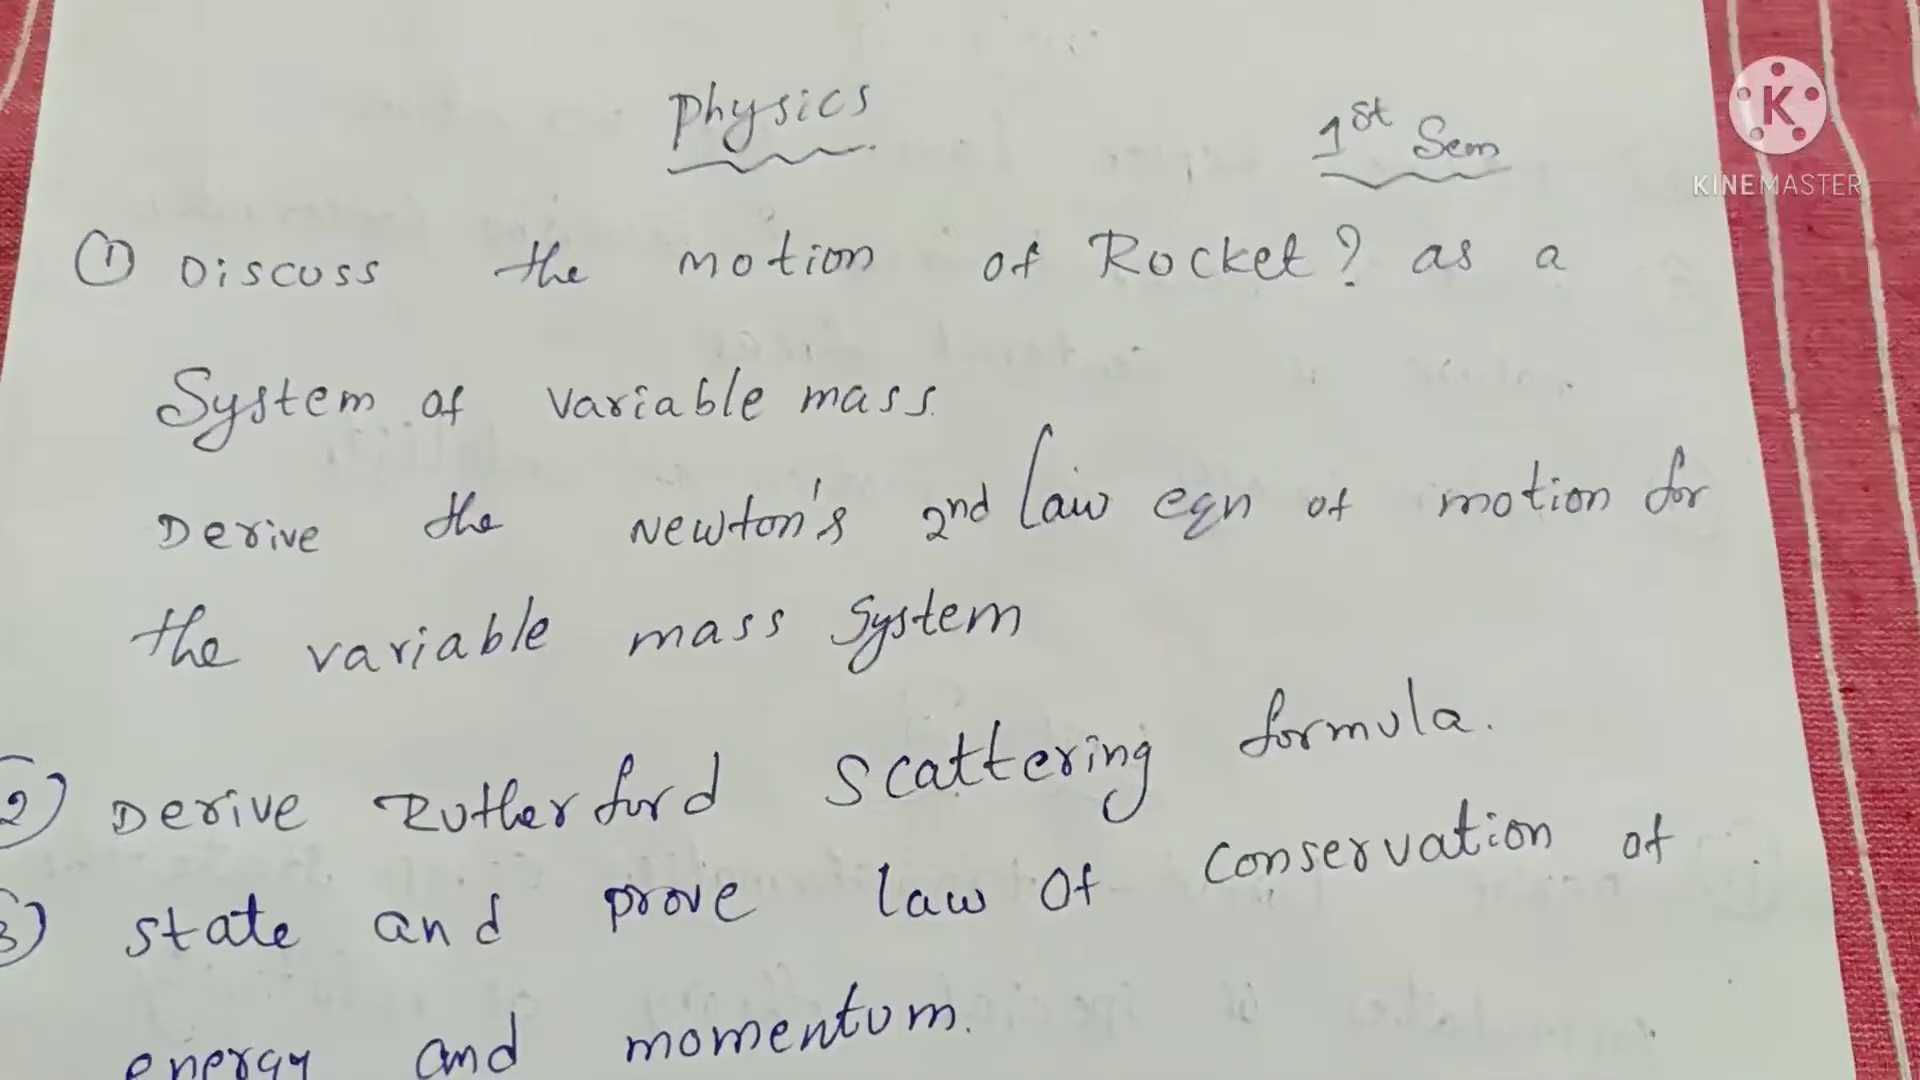 Physics
1st Sem
KINEMASTER
① Discuss the motion of Rocket? as a
System of variable mass.
Derive the Newton's 2nd law eqn of motion for
the variable mass System
2) Derive Rutherford Scattering formula.
3) state and prove law of conservation of
energy and momentum.